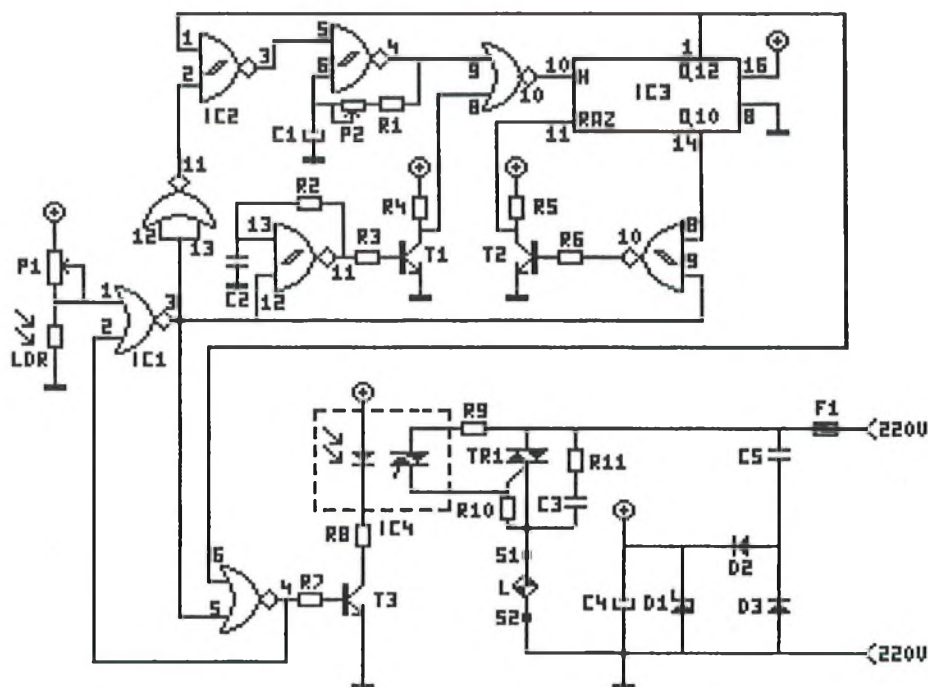 1
5
4
1
16
3
9
10
H
Q12
2
6
10
IC3
8
IC2
P2
R1
8
RAZ
Q10
C1
11
14
11
R2
R4
R5
12
13
13
R3
T1
T2
R6
10
8
P1
1
3
C2
11
9
2
12
LDR
IC1
R9
F1
220V
TR1
R11
C5
R10
C3
R8
IC4
6
S1
D2
4
R7
L
5
T3
S2
C4
D1
D3
220V